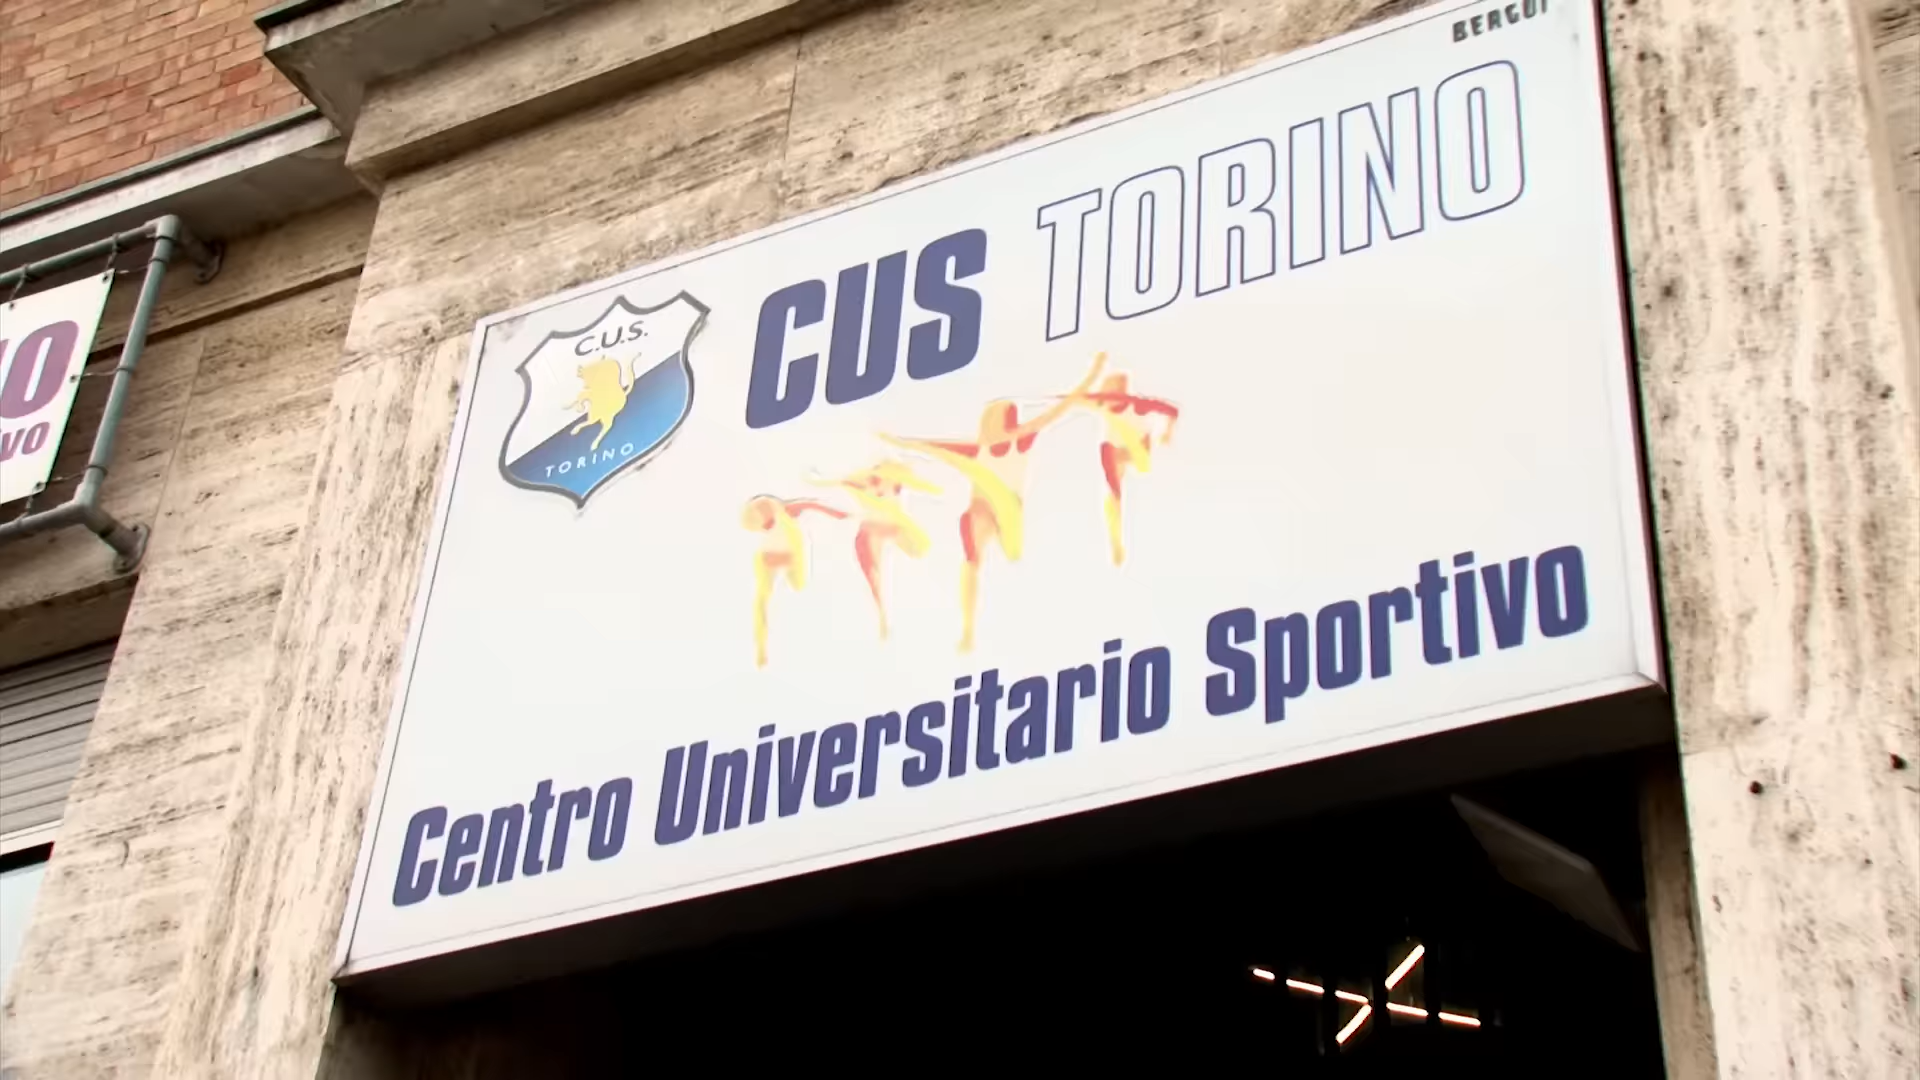 BERGUI
CUS TORINO
C.U.S.
TORINO
Centro Universitario Sportivo